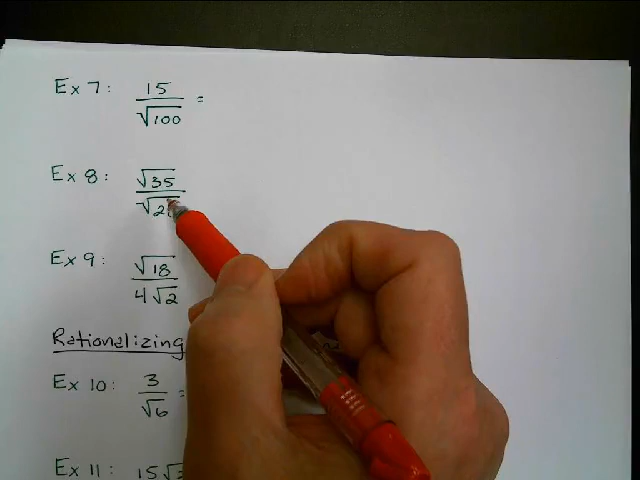 Ex 7: 15/√100 =
Ex 8: √35/√2
Ex 9: √18/4√2
Rationalizing
Ex 10: 3/√6 =
Ex 11: 15√